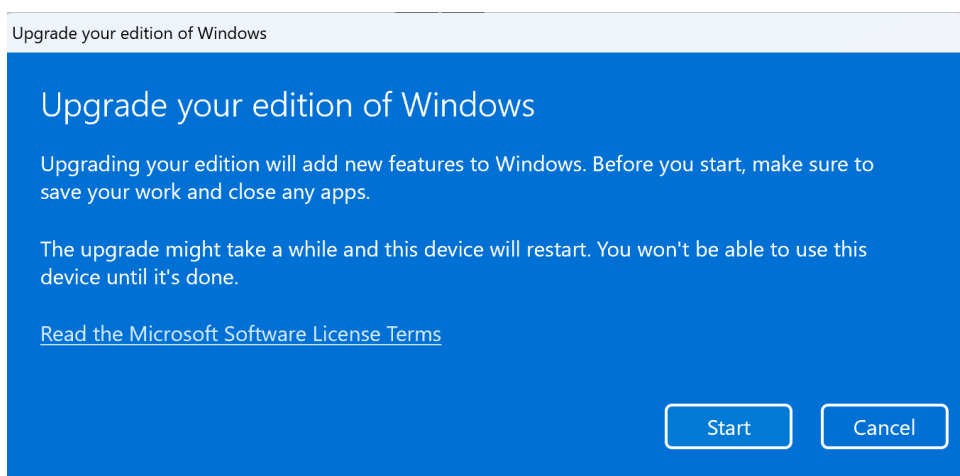 Upgrade your edition of Windows
Upgrade your edition of Windows
Upgrading your edition will add new features to Windows. Before you start, make sure to
save your work and close any apps.
The upgrade might take a while and this device will restart. You won't be able to use this
device until it's done.
Read the Microsoft Software License Terms
Start Cancel